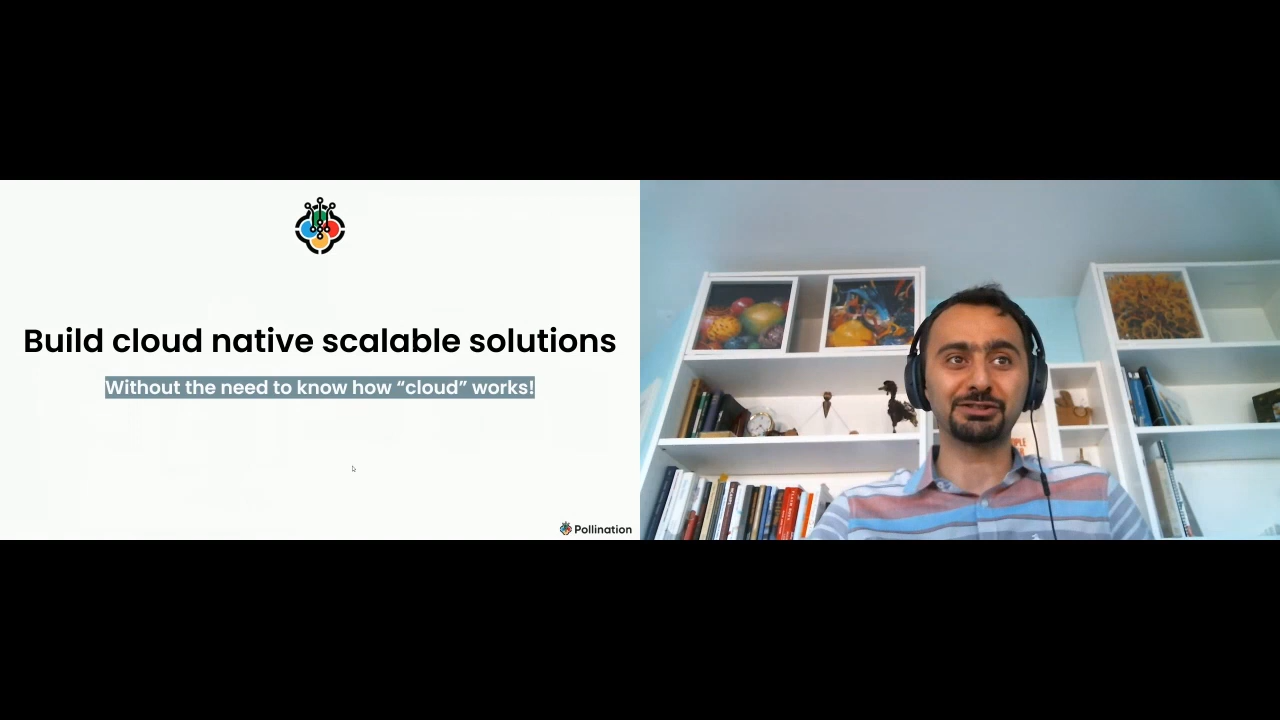 Build cloud native scalable solutions
Without the need to know how “cloud” works!
Pollination